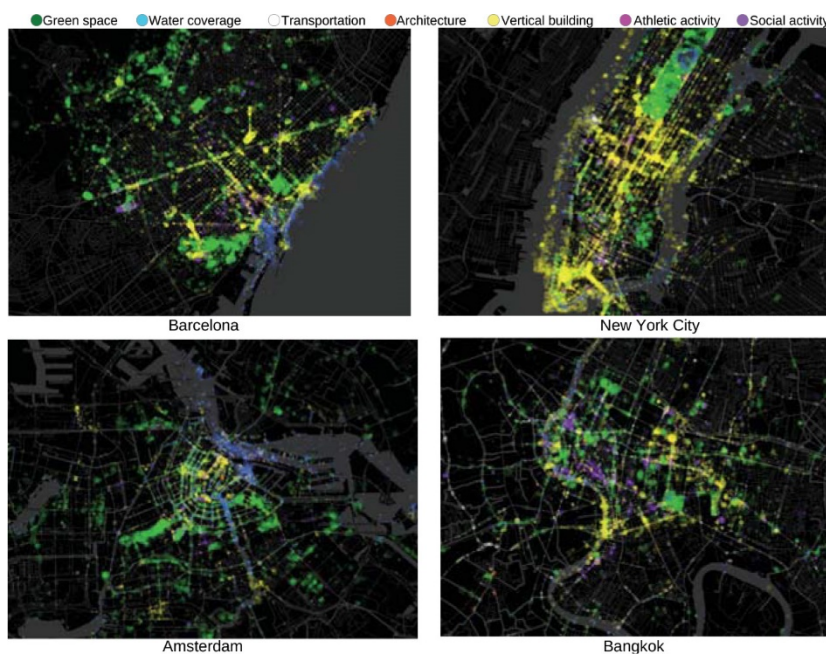 Green space Water coverage Transportation Architecture Vertical building Athletic activity Social activity
Barcelona New York City
Amsterdam Bangkok